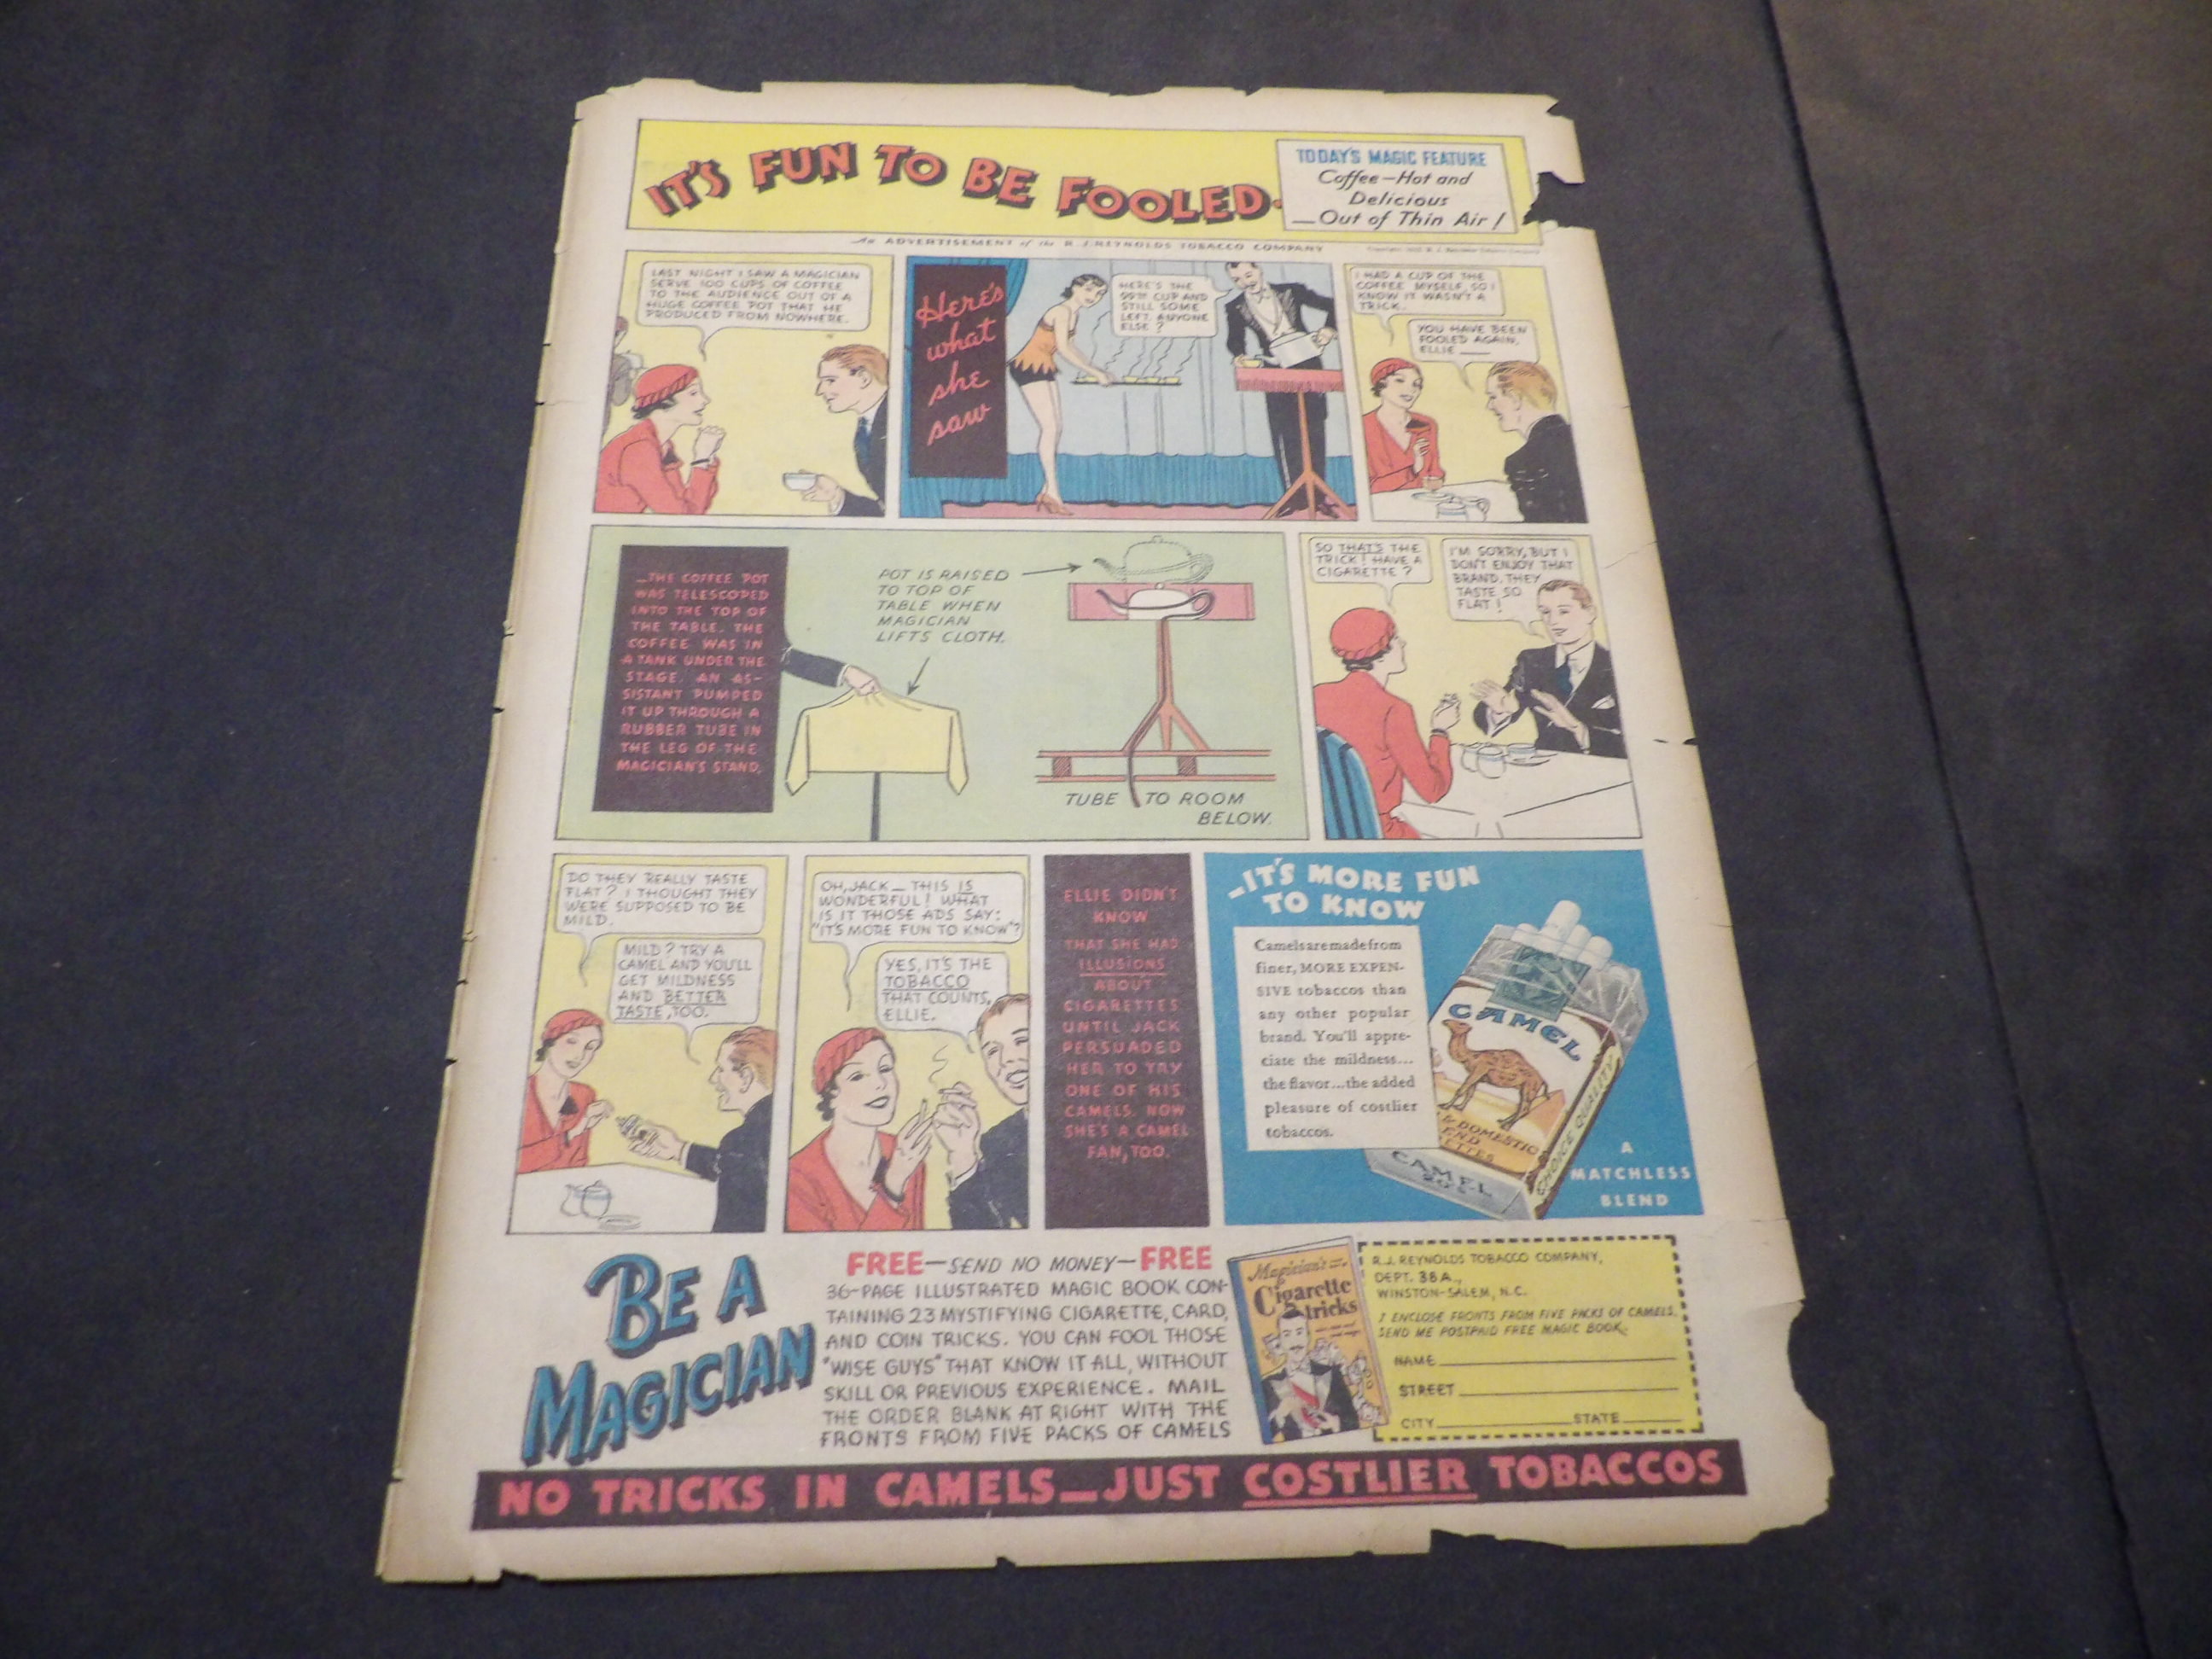 IT'S FUN TO BE FOOLED-
TODAY'S MAGIC FEATURE
Coffee—Hot and
Delicious
—Out of Thin Air!
An ADVERTISEMENT of the R.J. REYNOLDS TOBACCO COMPANY
LAST NIGHT I SAW A MAGICIAN
SERVE 100 CUPS OF COFFEE
TO THE AUDIENCE OUT OF A
HUGE COFFEE POT THAT HE
PRODUCED FROM NOWHERE.
Here's
what
she
saw
HERE'S THE
99TH CUP AND
STILL SOME
LEFT. ANYONE
ELSE?
I HAD A CUP OF THE
COFFEE MYSELF, SO I
KNOW IT WASN'T A
TRICK.
YOU HAVE BEEN
FOOLED AGAIN,
ELLIE ——
—THE COFFEE POT
WAS TELESCOPED
INTO THE TOP OF
THE TABLE. THE
COFFEE WAS IN
A TANK UNDER THE
STAGE. AN AS-
SISTANT PUMPED
IT UP THROUGH A
RUBBER TUBE IN
THE LEG OF THE
MAGICIAN'S STAND.
POT IS RAISED
TO TOP OF
TABLE WHEN
MAGICIAN
LIFTS CLOTH.
TUBE TO ROOM
BELOW.
SO THAT'S THE
TRICK! HAVE A
CIGARETTE?
I'M SORRY, BUT I
DON'T ENJOY THAT
BRAND. THEY
TASTE SO
FLAT!
DO THEY REALLY TASTE
FLAT? I THOUGHT THEY
WERE SUPPOSED TO BE
MILD.
MILD? TRY A
CAMEL AND YOU'LL
GET MILDNESS
AND BETTER
TASTE, TOO.
OH, JACK — THIS IS
WONDERFUL! WHAT
IS IT THOSE ADS SAY:
"IT'S MORE FUN TO KNOW"?
YES, IT'S THE
TOBACCO
THAT COUNTS,
ELLIE.
ELLIE DIDN'T
KNOW
THAT SHE HAD
ILLUSIONS
ABOUT
CIGARETTES
UNTIL JACK
PERSUADED
HER TO TRY
ONE OF HIS
CAMELS. NOW
SHE'S A CAMEL
FAN, TOO.
—IT'S MORE FUN
TO KNOW
Camels are made from
finer, MORE EXPEN-
SIVE tobaccos than
any other popular
brand. You'll appre-
ciate the mildness...
the flavor...the added
pleasure of costlier
tobaccos.
CAMEL
DOMESTIC
CHOICE QUALITY
CAMEL
A
MATCHLESS
BLEND
BE A
MAGICIAN
FREE—SEND NO MONEY—FREE
36-PAGE ILLUSTRATED MAGIC BOOK CON-
TAINING 23 MYSTIFYING CIGARETTE, CARD,
AND COIN TRICKS. YOU CAN FOOL THOSE
"WISE GUYS" THAT KNOW IT ALL, WITHOUT
SKILL OR PREVIOUS EXPERIENCE. MAIL
THE ORDER BLANK AT RIGHT WITH THE
FRONTS FROM FIVE PACKS OF CAMELS
Magician's
Cigarette
tricks
R.J. REYNOLDS TOBACCO COMPANY,
DEPT. 38A.,
WINSTON-SALEM, N.C.
I ENCLOSE FRONTS FROM FIVE PACKS OF CAMELS.
SEND ME POSTPAID FREE MAGIC BOOK.
NAME
STREET
CITY STATE
NO TRICKS IN CAMELS—JUST COSTLIER TOBACCOS